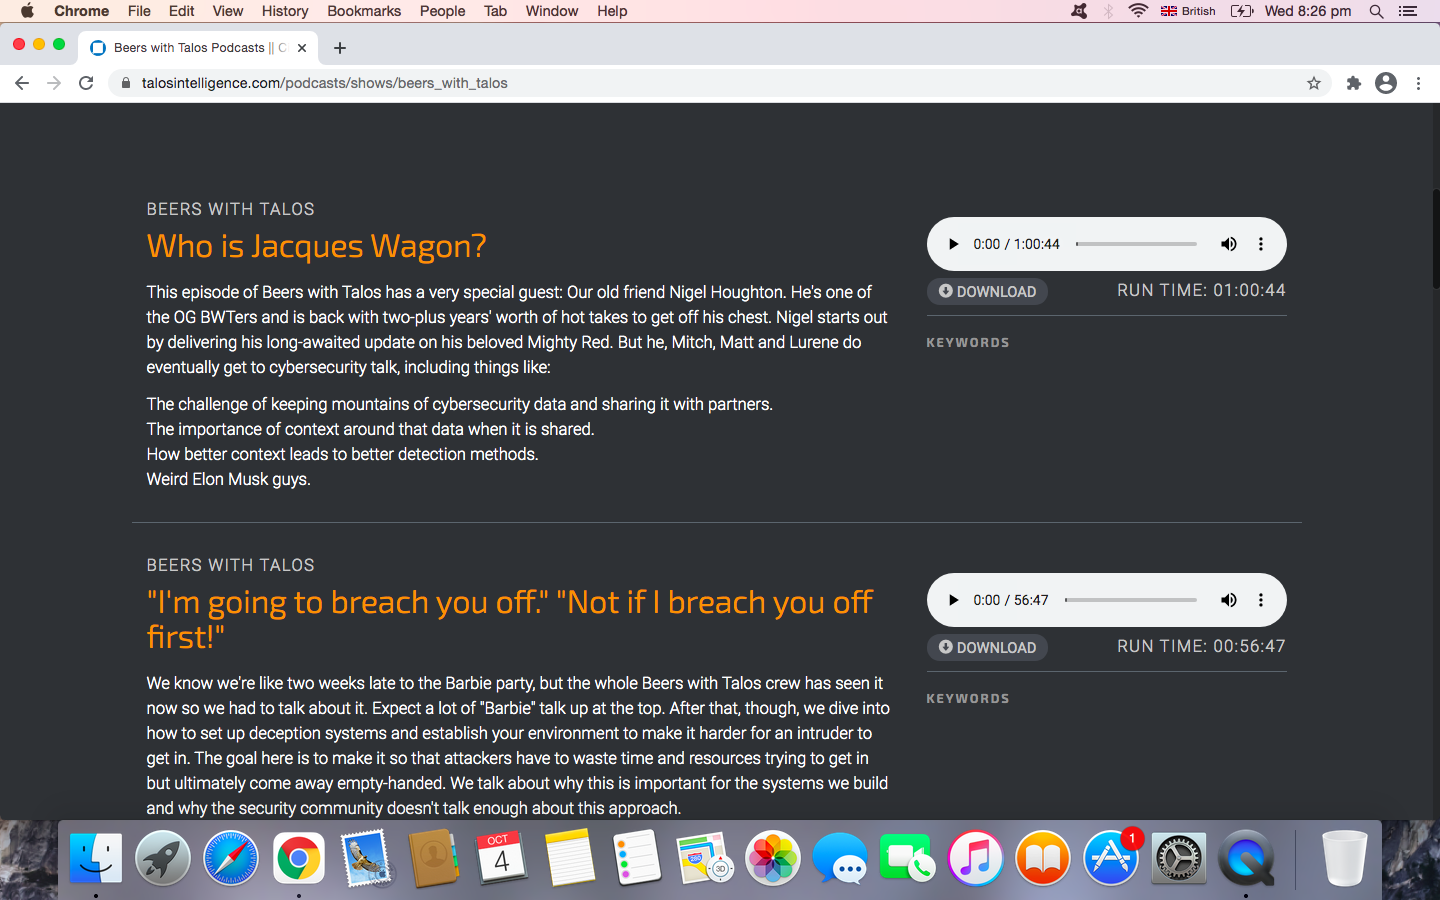 Chrome File Edit View History Bookmarks People Tab Window Help British Wed 8:26 pm
Beers with Talos Podcasts || C
talosintelligence.com/podcasts/shows/beers_with_talos
BEERS WITH TALOS
Who is Jacques Wagon?
This episode of Beers with Talos has a very special guest: Our old friend Nigel Houghton. He's one of
the OG BWTers and is back with two-plus years' worth of hot takes to get off his chest. Nigel starts out
by delivering his long-awaited update on his beloved Mighty Red. But he, Mitch, Matt and Lurene do
eventually get to cybersecurity talk, including things like:
The challenge of keeping mountains of cybersecurity data and sharing it with partners.
The importance of context around that data when it is shared.
How better context leads to better detection methods.
Weird Elon Musk guys.
0:00 / 1:00:44
DOWNLOAD RUN TIME: 01:00:44
KEYWORDS
BEERS WITH TALOS
"I'm going to breach you off." "Not if I breach you off
first!"
We know we're like two weeks late to the Barbie party, but the whole Beers with Talos crew has seen it
now so we had to talk about it. Expect a lot of "Barbie" talk up at the top. After that, though, we dive into
how to set up deception systems and establish your environment to make it harder for an intruder to
get in. The goal here is to make it so that attackers have to waste time and resources trying to get in
but ultimately come away empty-handed. We talk about why this is important for the systems we build
and why the security community doesn't talk enough about this approach.
0:00 / 56:47
DOWNLOAD RUN TIME: 00:56:47
KEYWORDS
OCT
4
280
3D
1